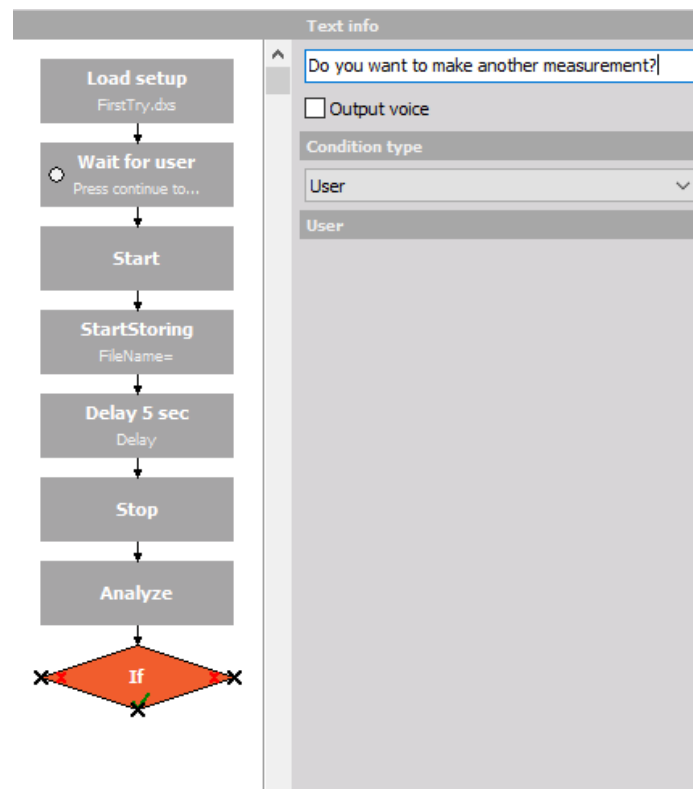 Text info
Load setup
FirstTry.dxs
Wait for user
Press continue to...
Start
StartStoring
FileName=
Delay 5 sec
Delay
Stop
Analyze
If
Do you want to make another measurement?
Output voice
Condition type
User
User